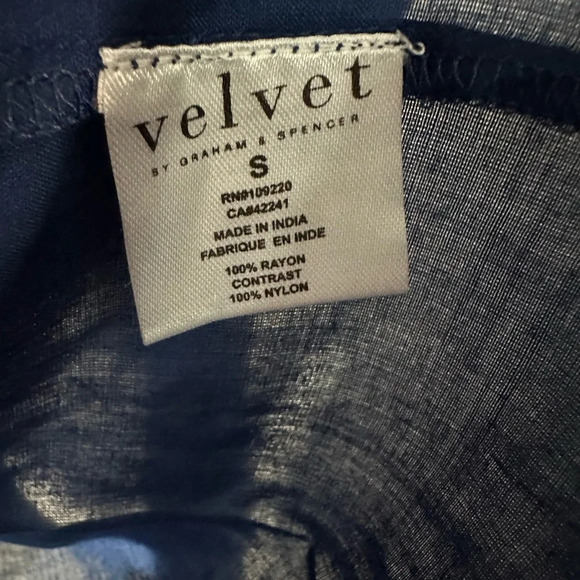 velvet
BY GRAHAM & SPENCER
S
RN#109220
CA#42241
MADE IN INDIA
FABRIQUE EN INDE
100% RAYON
CONTRAST
100% NYLON